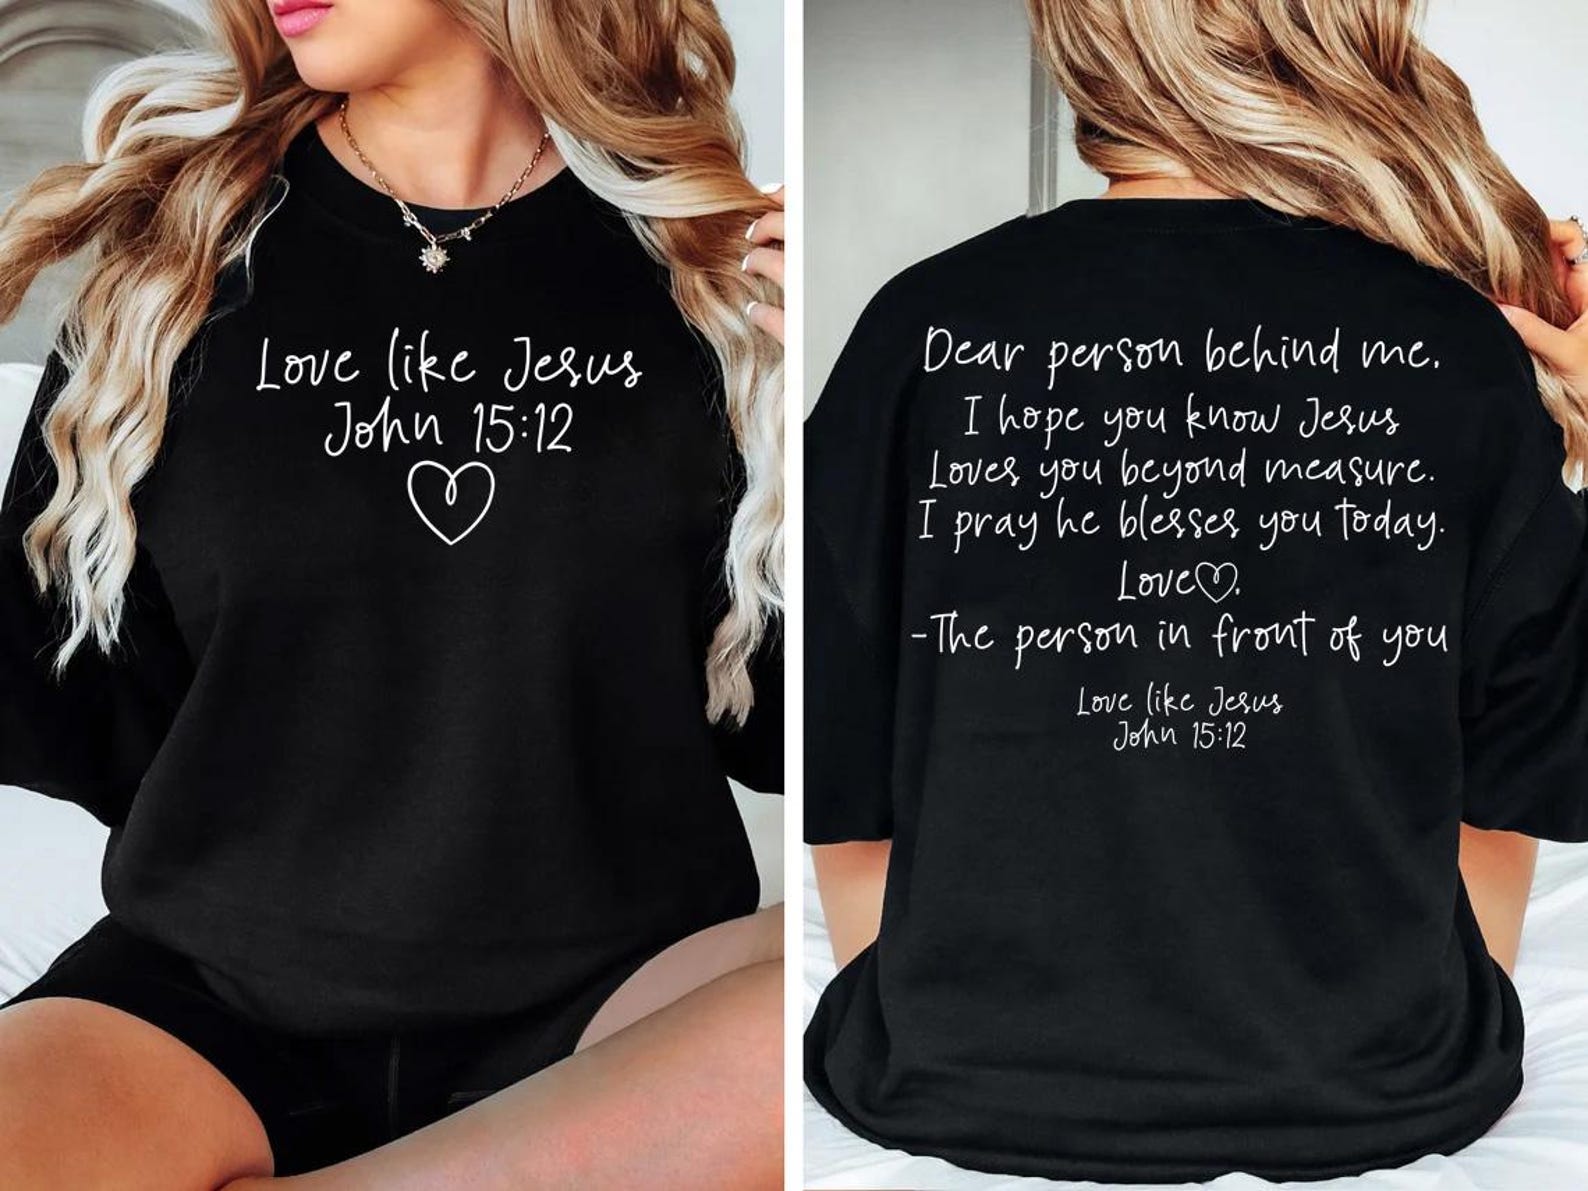 Love like Jesus
John 15:12
Dear person behind me,
I hope you know Jesus
Loves you beyond measure.
I pray he blesses you today.
Love♡,
-The person in front of you
Love like Jesus
John 15:12